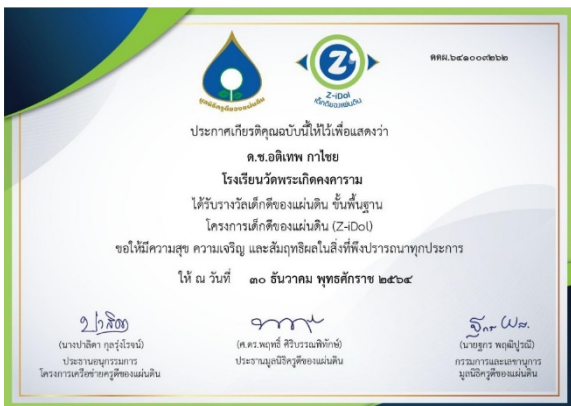 ดดผ.๖๔๑๐๐๙๒๖๒
มูลนิธิครูดีของแผ่นดิน
Z-iDol
เด็กดีของแผ่นดิน
ประกาศเกียรติคุณฉบับนี้ให้ไว้เพื่อแสดงว่า
ด.ช.อติเทพ กาไชย
โรงเรียนวัดพระเกิดคงคาราม
ได้รับรางวัลเด็กดีของแผ่นดิน ขั้นพื้นฐาน
โครงการเด็กดีของแผ่นดิน (Z-iDol)
ขอให้มีความสุข ความเจริญ และสัมฤทธิผลในสิ่งที่พึงปรารถนาทุกประการ
ให้ ณ วันที่ ๓๐ ธันวาคม พุทธศักราช ๒๕๖๔
(นางปาลิดา กุลรุ่งโรจน์)
ประธานอนุกรรมการ
โครงการเครือข่ายครูดีของแผ่นดิน
(ศ.ดร.พฤทธิ์ ศิริบรรณพิทักษ์)
ประธานมูลนิธิครูดีของแผ่นดิน
(นายฐกร พฤฒิปูรณี)
กรรมการและเลขานุการ
มูลนิธิครูดีของแผ่นดิน